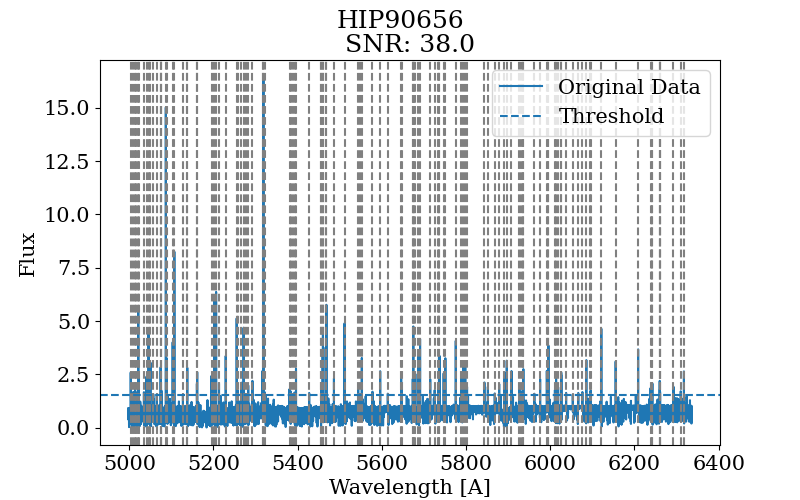 HIP90656
SNR: 38.0
Original Data
Threshold
Flux
15.0
12.5
10.0
7.5
5.0
2.5
0.0
5000 5200 5400 5600 5800 6000 6200 6400
Wavelength [A]